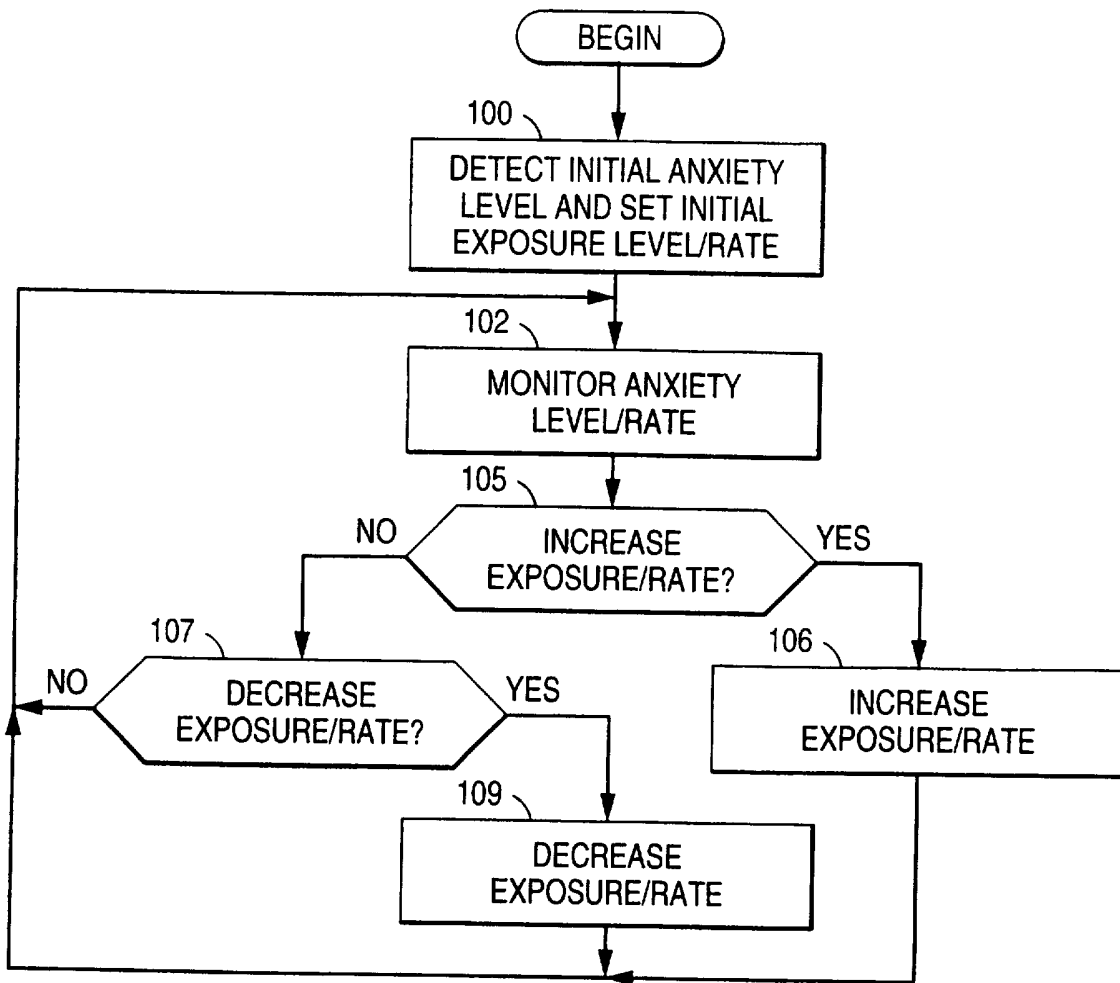 BEGIN
100
DETECT INITIAL ANXIETY
LEVEL AND SET INITIAL
EXPOSURE LEVEL/RATE
102
MONITOR ANXIETY
LEVEL/RATE
105
NO
INCREASE
EXPOSURE/RATE?
YES
107
NO
DECREASE
EXPOSURE/RATE?
YES
106
INCREASE
EXPOSURE/RATE
109
DECREASE
EXPOSURE/RATE